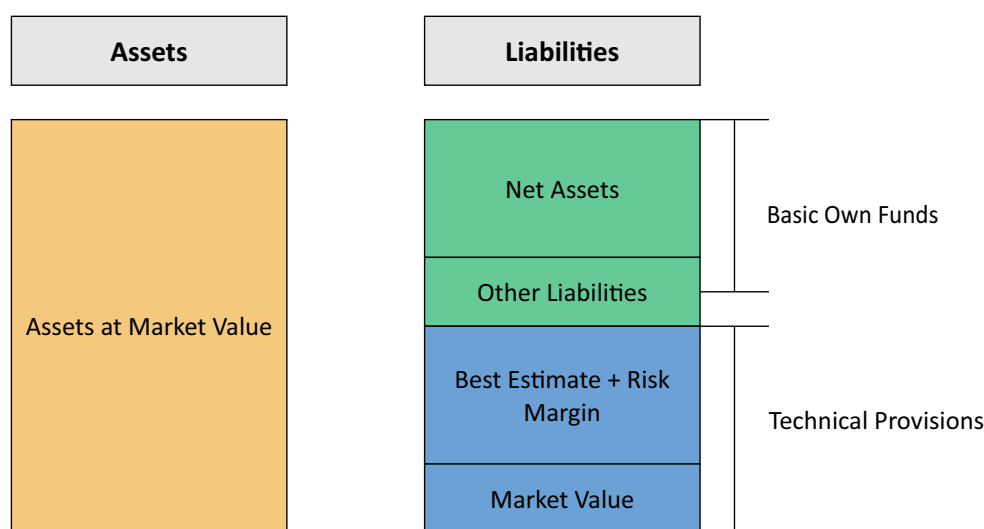 Assets
Liabilities
Assets at Market Value
Net Assets
Other Liabilities
Best Estimate + Risk
Margin
Market Value
Basic Own Funds
Technical Provisions